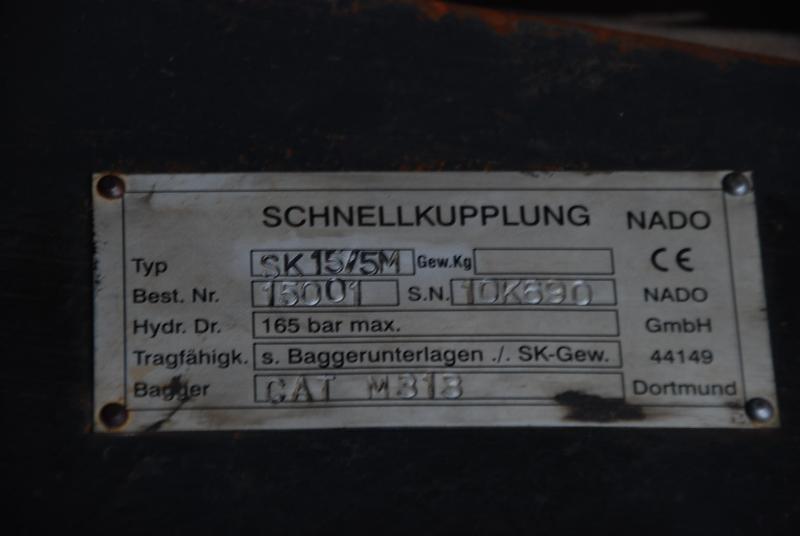 SCHNELLKUPPLUNG NADO
Typ SK15/5M Gew.Kg CE
Best. Nr. 15001 S.N. 10K690 NADO
Hydr. Dr. 165 bar max. GmbH
Tragfähigk. s. Baggerunterlagen ./. SK-Gew. 44149
Bagger CAT M313 Dortmund